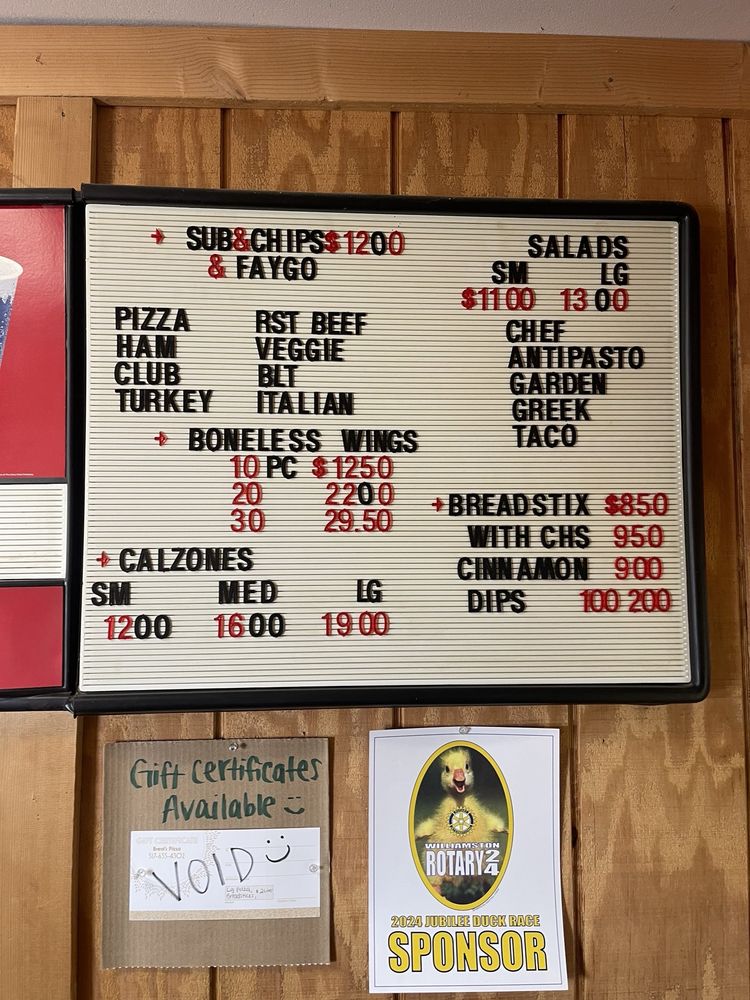 SUB&CHIPS $1200
& FAYGO
PIZZA RST BEEF
HAM VEGGIE
CLUB BLT
TURKEY ITALIAN
BONELESS WINGS
10 PC $1250
20 2200
30 29.50
CALZONES
SM MED LG
1200 1600 1900
SALADS
SM LG
$1100 1300
CHEF
ANTIPASTO
GARDEN
GREEK
TACO
BREADSTIX $850
WITH CHS 950
CINNAMON 900
DIPS 100 200
Gift Certificates
Available
GIFT CERTIFICATE
VOID
WILLIAMSTON
ROTARY 24
2024 JUBILEE DUCK RACE
SPONSOR